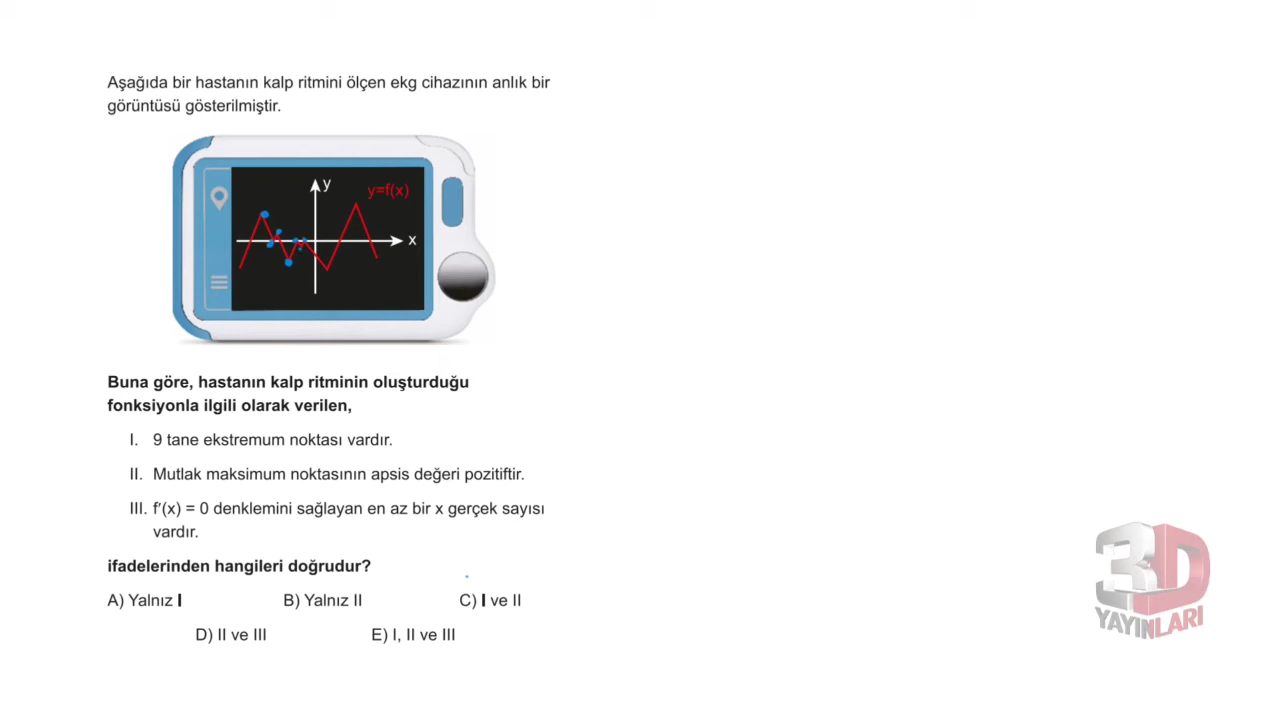 Aşağıda bir hastanın kalp ritmini ölçen ekg cihazının anlık bir
görüntüsü gösterilmiştir.
y
y=f(x)
x
Buna göre, hastanın kalp ritminin oluşturduğu
fonksiyonla ilgili olarak verilen,
I. 9 tane ekstremum noktası vardır.
II. Mutlak maksimum noktasının apsis değeri pozitiftir.
III. f′(x) = 0 denklemini sağlayan en az bir x gerçek sayısı
vardır.
ifadelerinden hangileri doğrudur?
A) Yalnız I B) Yalnız II C) I ve II
D) II ve III E) I, II ve III
3D
YAYINLARI